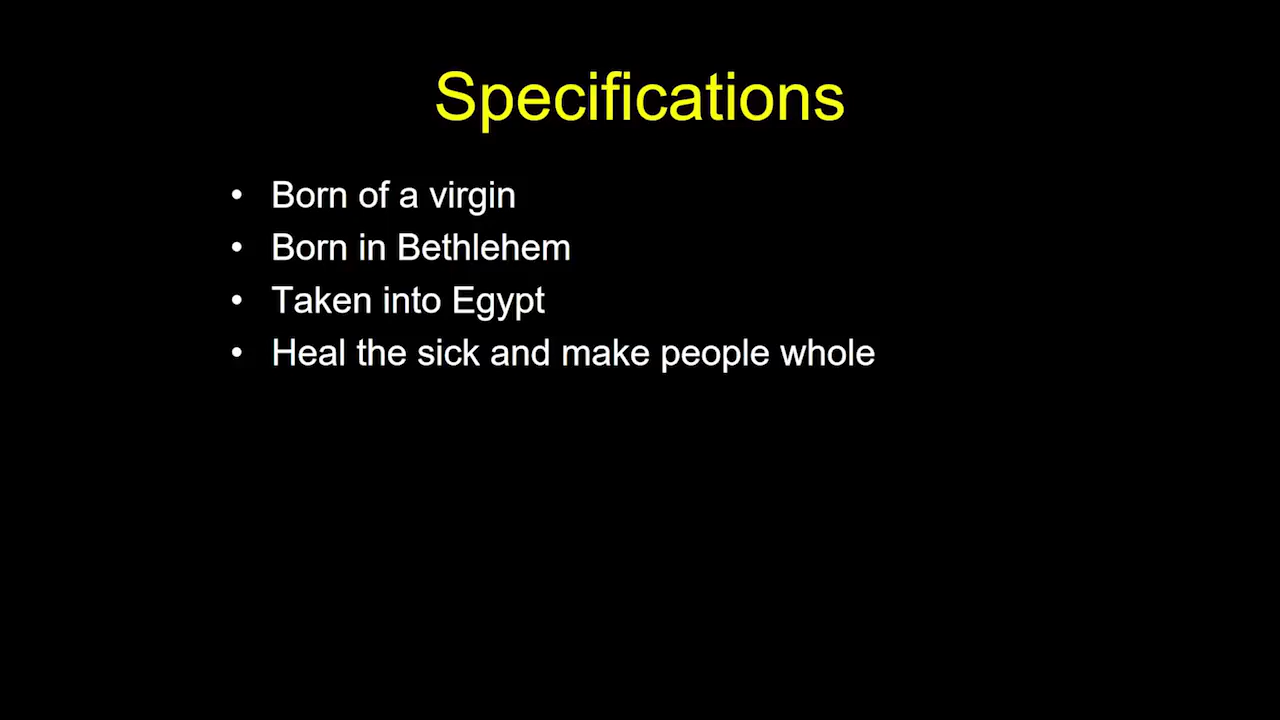 Specifications
• Born of a virgin
• Born in Bethlehem
• Taken into Egypt
• Heal the sick and make people whole